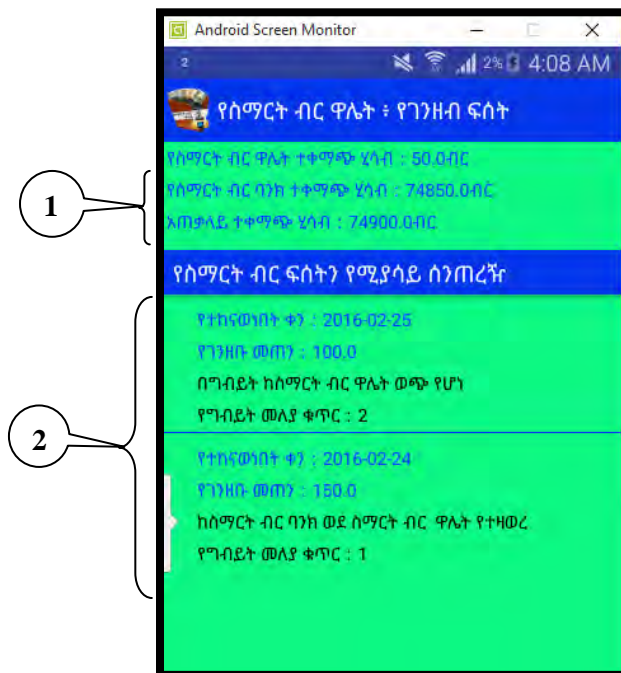 Android Screen Monitor
2 2% 4:08 AM
የስማርት ብር ዋሌት ፥ የገንዘብ ፍሰት
የስማርት ብር ዋሌት ተቀማጭ ሂሳብ : 50.0ብር
የስማርት ብር ባንክ ተቀማጭ ሂሳብ : 74850.0ብር
አጠቃላይ ተቀማጭ ሂሳብ : 74900.0ብር
1
የስማርት ብር ፍሰትን የሚያሳይ ሰንጠረዥ
የተከናወነበት ቀን : 2016-02-25
የገንዘቡ መጠን : 100.0
በግብይት ከስማርት ብር ዋሌት ወጭ የሆነ
የግብይት መለያ ቁጥር : 2
2
የተከናወነበት ቀን : 2016-02-24
የገንዘቡ መጠን : 150.0
ከስማርት ብር ባንክ ወደ ስማርት ብር ዋሌት የተዛወረ
የግብይት መለያ ቁጥር : 1